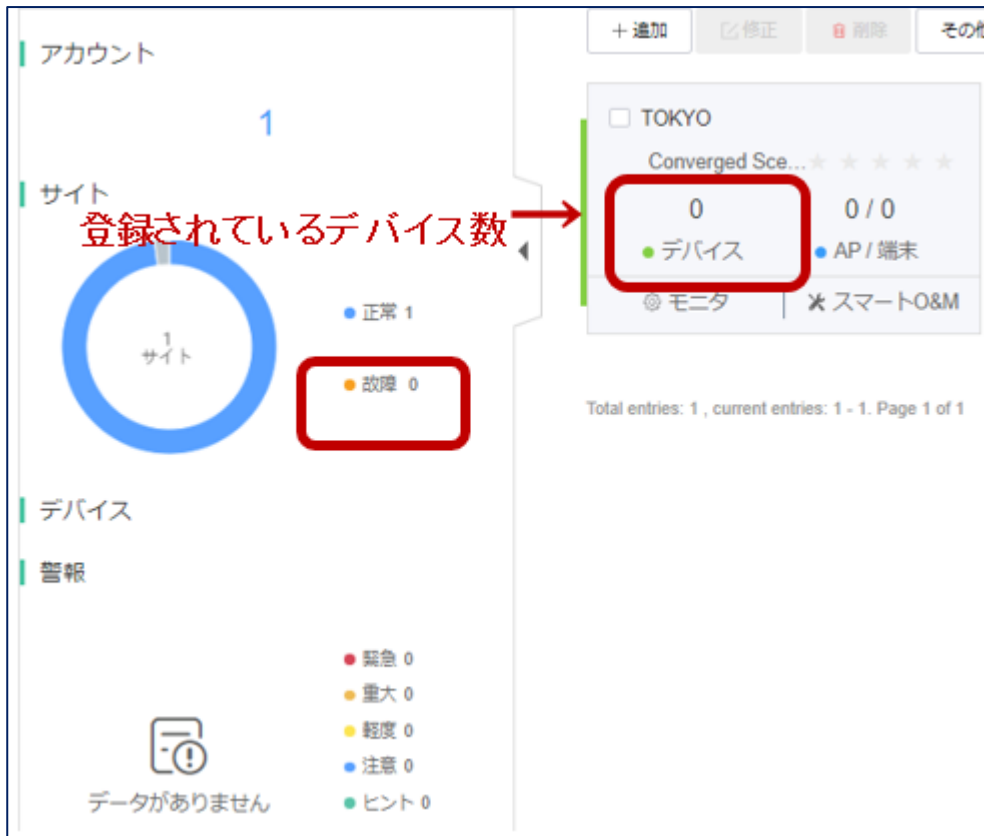 アカウント
1
サイト
登録されているデバイス数
1
サイト
正常 1
故障 0
デバイス
警報
緊急 0
重大 0
軽度 0
注意 0
ヒント 0
データがありません
+ 追加
修正
削除
その他
TOKYO
Converged Sce...
0
0 / 0
デバイス
AP / 端末
モニタ
スマートO&M
Total entries: 1 , current entries: 1 - 1. Page 1 of 1